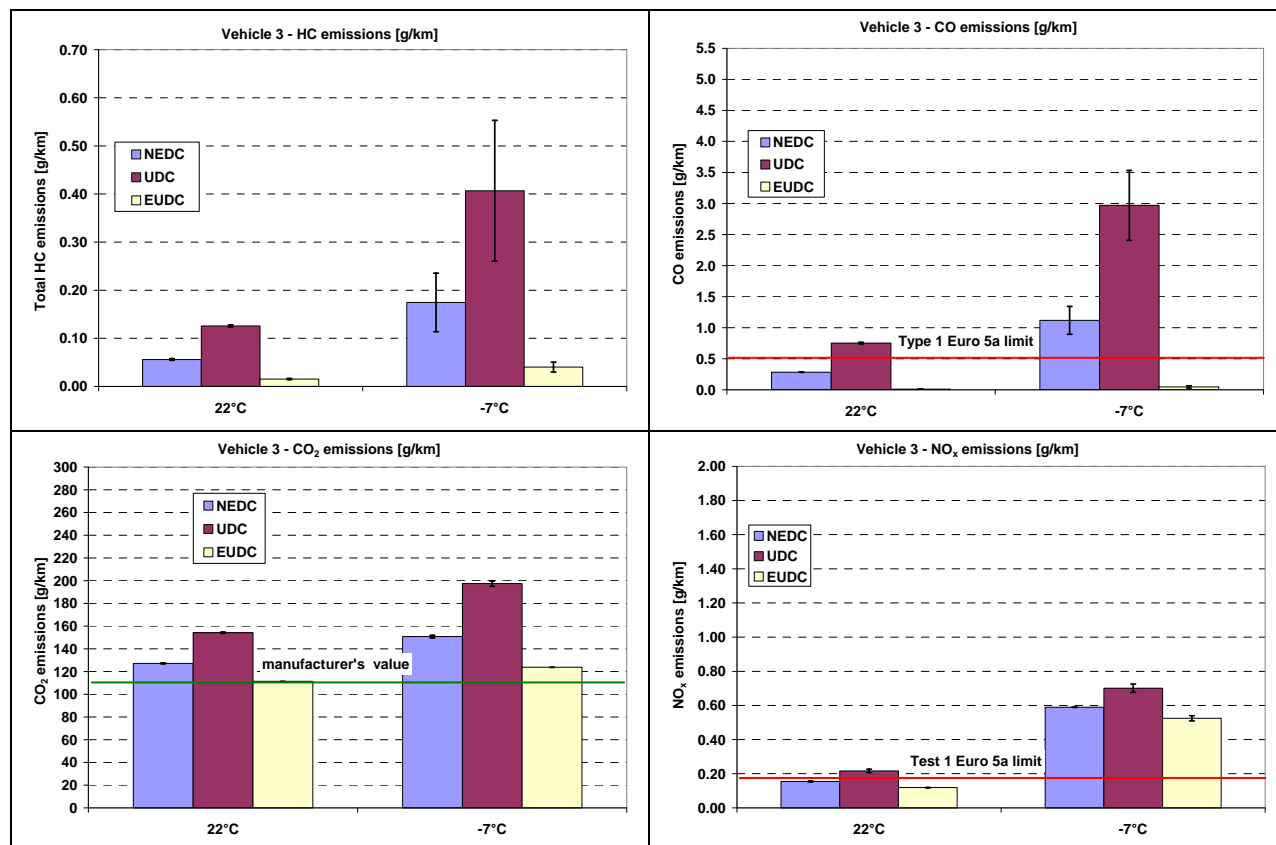 Vehicle 3 - HC emissions [g/km]
Total HC emissions [g/km]
0.70
0.60
0.50
0.40
0.30
0.20
0.10
0.00
NEDC
UDC
EUDC
22°C
-7°C
Vehicle 3 - CO emissions [g/km]
CO emissions [g/km]
5.5
5.0
4.5
4.0
3.5
3.0
2.5
2.0
1.5
1.0
0.5
0.0
NEDC
UDC
EUDC
Type 1 Euro 5a limit
22°C
-7°C
Vehicle 3 - CO₂ emissions [g/km]
CO₂ emissions [g/km]
300
280
260
240
220
200
180
160
140
120
100
80
60
40
20
0
NEDC
UDC
EUDC
manufacturer's value
22°C
-7°C
Vehicle 3 - NOₓ emissions [g/km]
NOₓ emissions [g/km]
2.00
1.80
1.60
1.40
1.20
1.00
0.80
0.60
0.40
0.20
0.00
NEDC
UDC
EUDC
Test 1 Euro 5a limit
22°C
-7°C